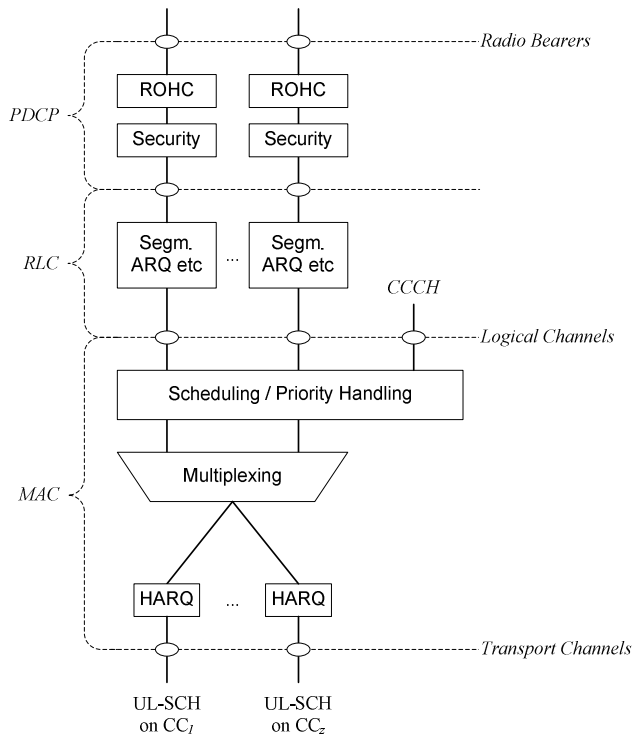 Radio Bearers
ROHC ROHC
PDCP
Security Security
Segm. ARQ etc ... Segm. ARQ etc
RLC
CCCH
Logical Channels
Scheduling / Priority Handling
Multiplexing
MAC
HARQ ... HARQ
Transport Channels
UL-SCH on CC1 UL-SCH on CCz